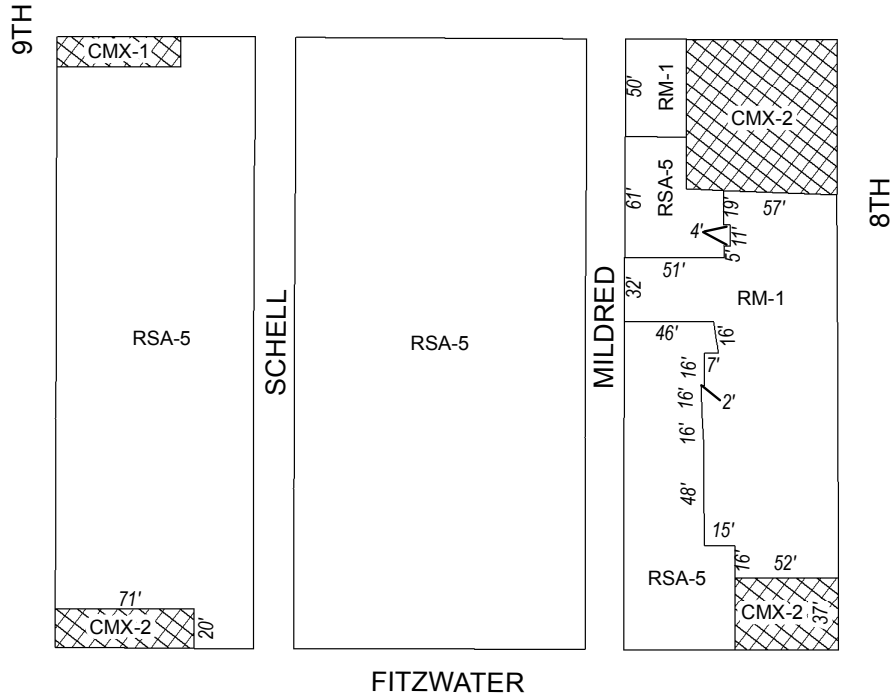 9TH
CMX-1
RSA-5
71'
CMX-2
20'
SCHELL
RSA-5
MILDRED
50'
RM-1
CMX-2
61'
RSA-5
19'
57'
4'
11'
5'
51'
32'
RM-1
46'
16'
7'
16'
2'
16'
16'
48'
15'
16'
52'
RSA-5
CMX-2
37'
8TH
FITZWATER